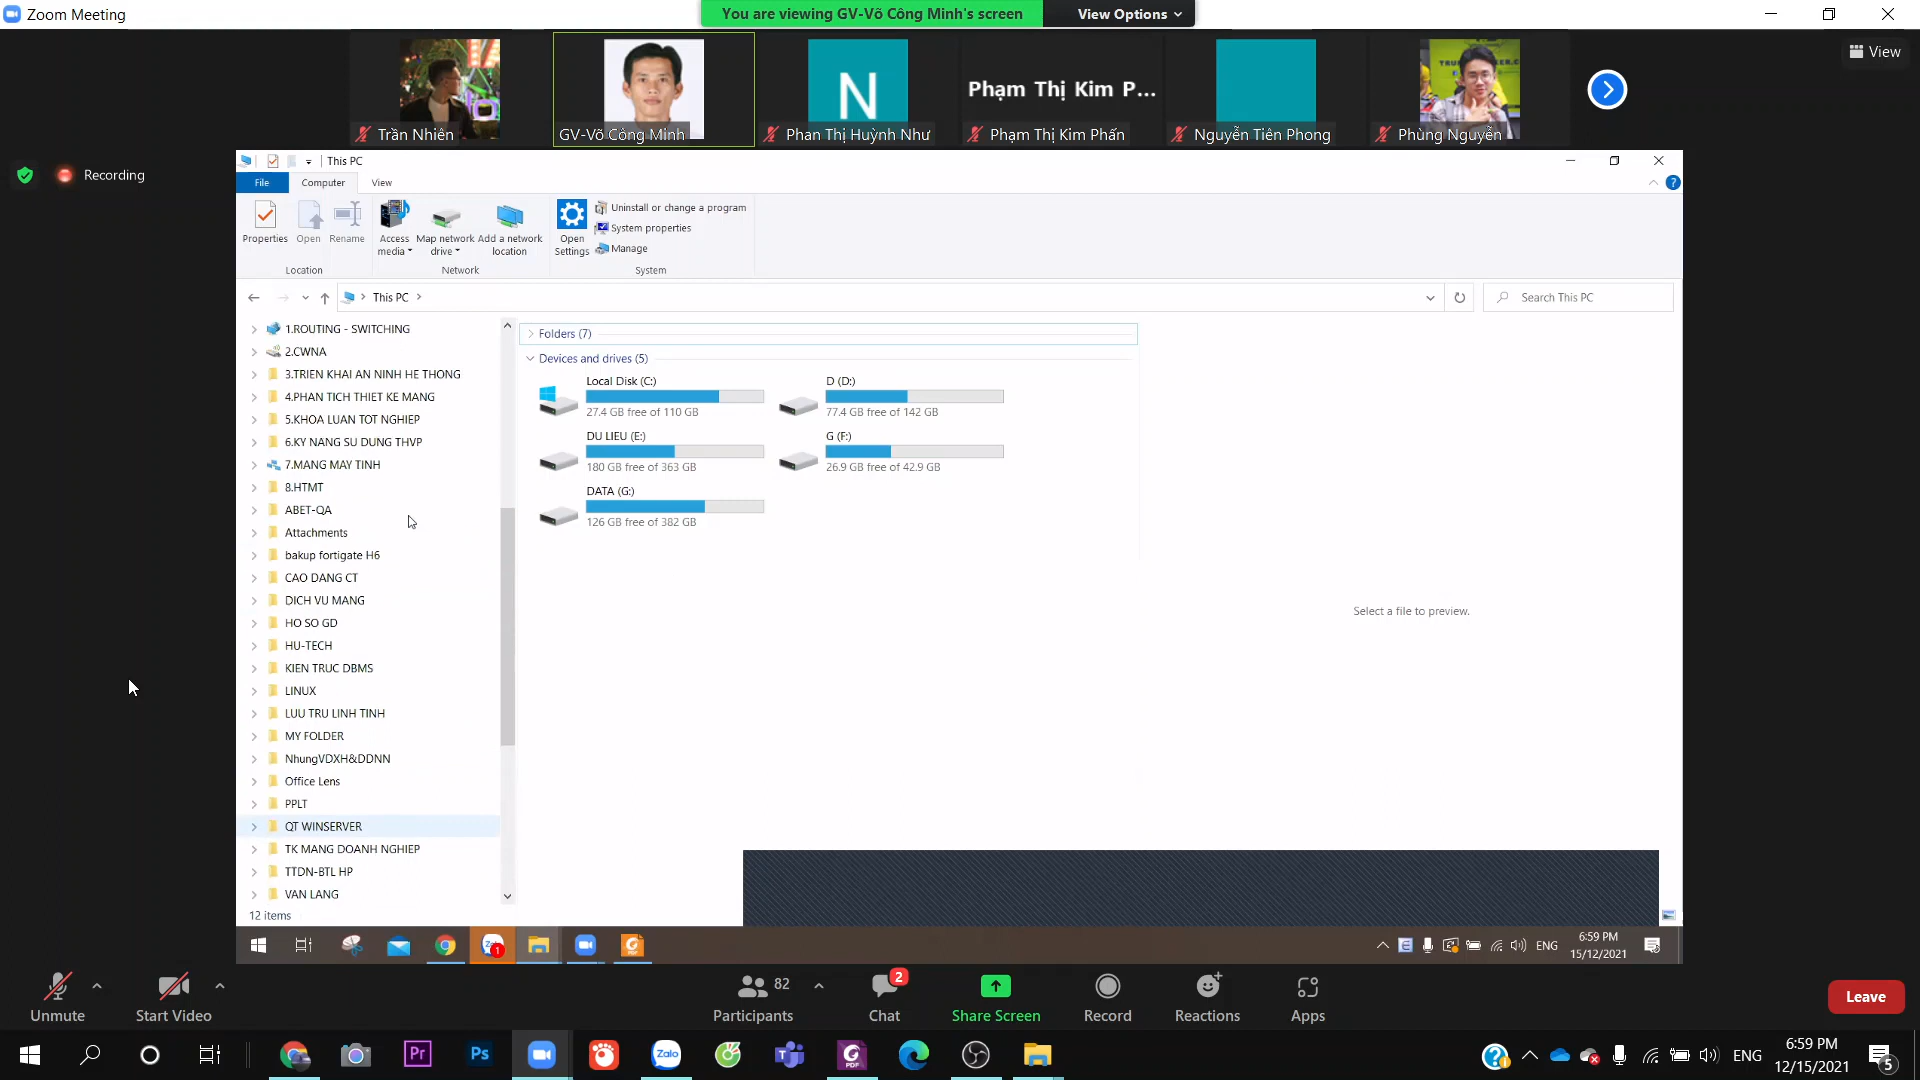 Zoom Meeting
You are viewing GV-Võ Công Minh's screen
View Options
View
Phạm Thị Kim P...
N
Trần Nhiên
GV-Võ Công Minh
Phan Thị Huỳnh Như
Phạm Thị Kim Phấn
Nguyễn Tiên Phong
Phùng Nguyễn
Recording
This PC
File
Computer
View
Properties
Open
Rename
Access media
Map network drive
Add a network location
Open Settings
Uninstall or change a program
System properties
Manage
Location
Network
System
This PC
Search This PC
1.ROUTING - SWITCHING
2.CWNA
3.TRIEN KHAI AN NINH HE THONG
4.PHAN TICH THIET KE MANG
5.KHOA LUAN TOT NGHIEP
6.KY NANG SU DUNG THVP
7.MANG MAY TINH
8.HTMT
ABET-QA
Attachments
bakup fortigate H6
CAO DANG CT
DICH VU MANG
HO SO GD
HU-TECH
KIEN TRUC DBMS
LINUX
LUU TRU LINH TINH
MY FOLDER
NhungVDXH&DDNN
Office Lens
PPLT
QT WINSERVER
TK MANG DOANH NGHIEP
TTDN-BTL HP
VAN LANG
12 items
Folders (7)
Devices and drives (5)
Local Disk (C:)
27.4 GB free of 110 GB
D (D:)
77.4 GB free of 142 GB
DU LIEU (E:)
180 GB free of 363 GB
G (F:)
26.9 GB free of 42.9 GB
DATA (G:)
126 GB free of 382 GB
Select a file to preview.
1
ENG
6:59 PM
15/12/2021
Unmute
Start Video
82
Participants
2
Chat
Share Screen
Record
Reactions
Apps
Leave
Pr
Ps
Zalo
PDF
ENG
6:59 PM
12/15/2021
5